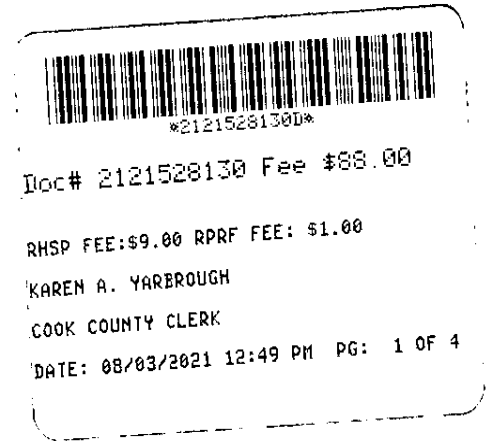 *2121528130D*
Doc# 2121528130 Fee $88.00
RHSP FEE:$9.00 RPRF FEE: $1.00
KAREN A. YARBROUGH
COOK COUNTY CLERK
DATE: 08/03/2021 12:49 PM PG: 1 OF 4